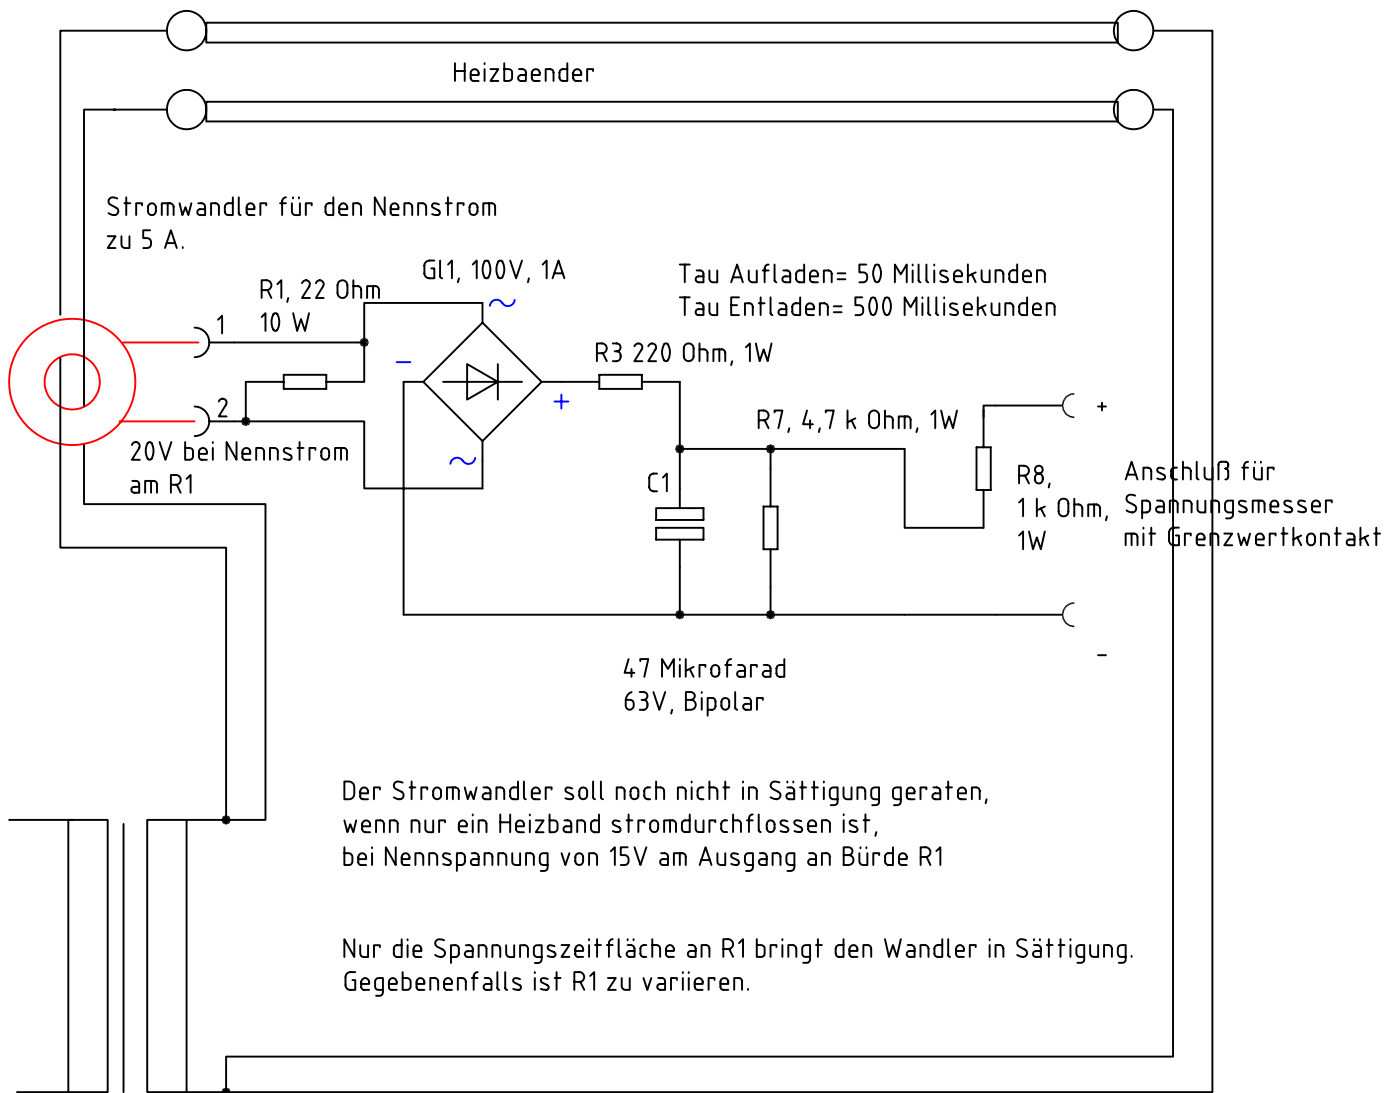 Heizbaender
Stromwandler für den Nennstrom
zu 5 A.
Gl1, 100V, 1A
~
Tau Aufladen= 50 Millisekunden
Tau Entladen= 500 Millisekunden
R1, 22 Ohm
10 W
1
-
R3 220 Ohm, 1W
+
2
R7, 4,7 k Ohm, 1W
+
20V bei Nennstrom
am R1
~
C1
R8,
1 k Ohm,
1W
Anschluß für
Spannungsmesser
mit Grenzwertkontakt
-
47 Mikrofarad
63V, Bipolar
Der Stromwandler soll noch nicht in Sättigung geraten,
wenn nur ein Heizband stromdurchflossen ist,
bei Nennspannung von 15V am Ausgang an Bürde R1
Nur die Spannungszeitfläche an R1 bringt den Wandler in Sättigung.
Gegebenenfalls ist R1 zu variieren.